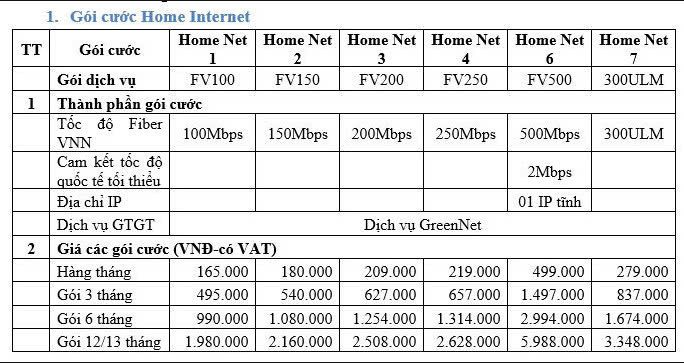 1. Gói cước Home Internet
TT Gói cước Home Net 1 Home Net 2 Home Net 3 Home Net 4 Home Net 6 Home Net 7
Gói dịch vụ FV100 FV150 FV200 FV250 FV500 300ULM
1 Thành phần gói cước
Tốc độ Fiber VNN 100Mbps 150Mbps 200Mbps 250Mbps 500Mbps 300ULM
Cam kết tốc độ quốc tế tối thiểu 2Mbps
Địa chỉ IP 01 IP tĩnh
Dịch vụ GTGT Dịch vụ GreenNet
2 Giá các gói cước (VNĐ-có VAT)
Hàng tháng 165.000 180.000 209.000 219.000 499.000 279.000
Gói 3 tháng 495.000 540.000 627.000 657.000 1.497.000 837.000
Gói 6 tháng 990.000 1.080.000 1.254.000 1.314.000 2.994.000 1.674.000
Gói 12/13 tháng 1.980.000 2.160.000 2.508.000 2.628.000 5.988.000 3.348.000